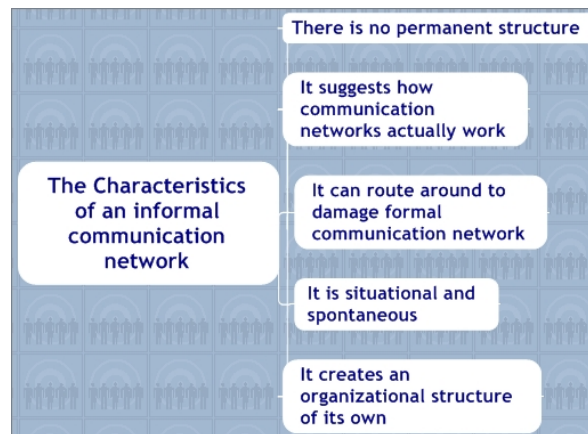 There is no permanent structure
It suggests how
communication
networks actually work
The Characteristics
of an informal
communication
network
It can route around to
damage formal
communication network
It is situational and
spontaneous
It creates an
organizational structure
of its own